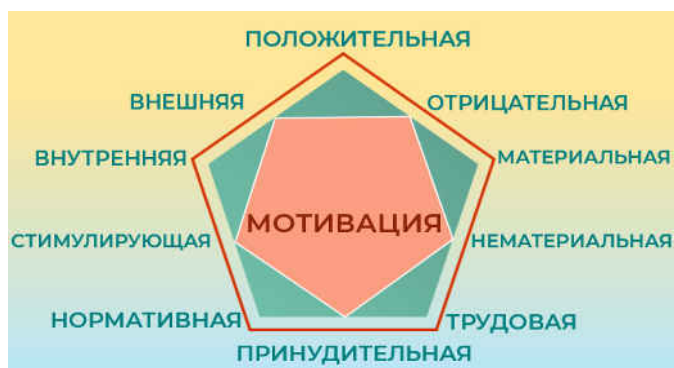 ПОЛОЖИТЕЛЬНАЯ
ВНЕШНЯЯ
ОТРИЦАТЕЛЬНАЯ
ВНУТРЕННЯЯ
МАТЕРИАЛЬНАЯ
МОТИВАЦИЯ
СТИМУЛИРУЮЩАЯ
НЕМАТЕРИАЛЬНАЯ
НОРМАТИВНАЯ
ТРУДОВАЯ
ПРИНУДИТЕЛЬНАЯ